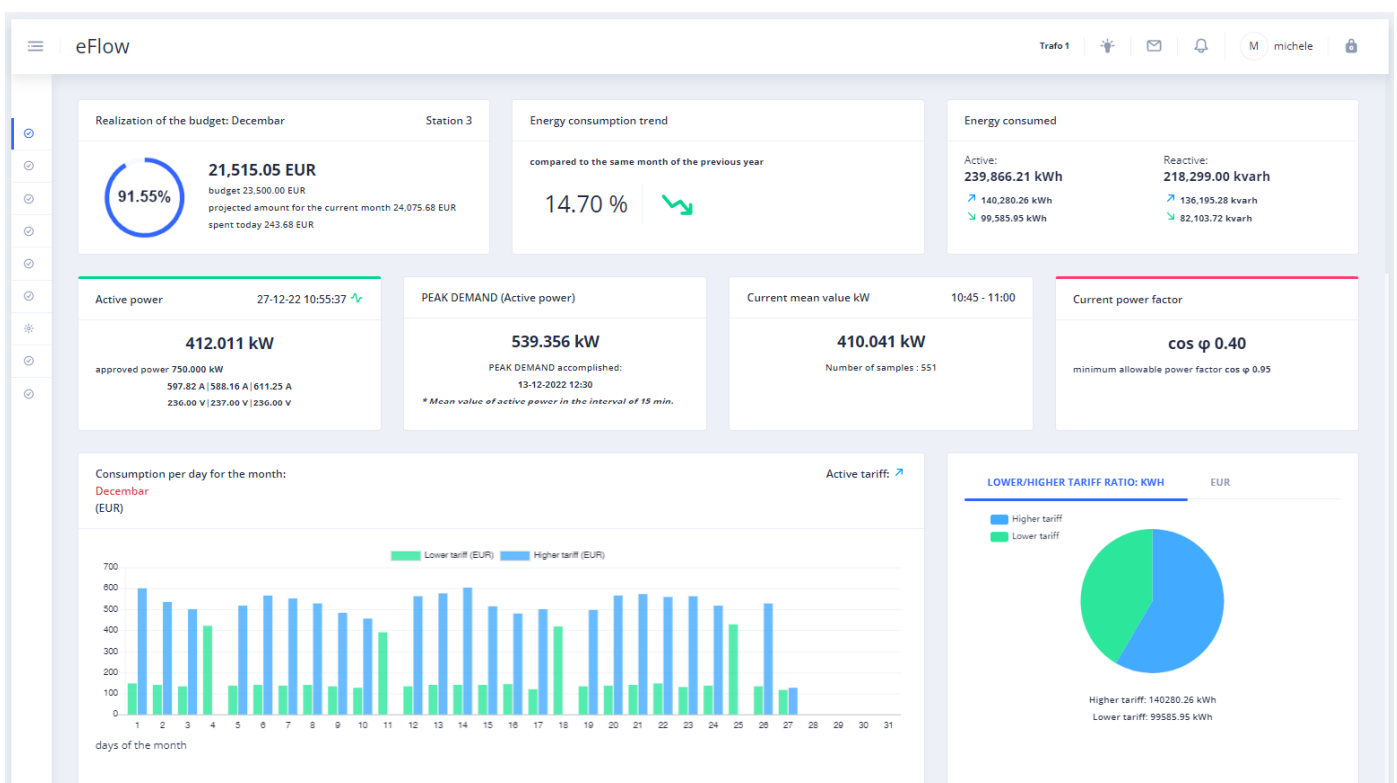 eFlow
Trafo 1
M michele
Realization of the budget: Decembar Station 3
91.55%
21,515.05 EUR
budget 23,500.00 EUR
projected amount for the current month 24,075.68 EUR
spent today 243.68 EUR
Energy consumption trend
compared to the same month of the previous year
14.70 %
Energy consumed
Active: Reactive:
239,866.21 kWh 218,299.00 kvarh
140,280.26 kWh 136,195.28 kvarh
99,585.95 kWh 82,103.72 kvarh
Active power 27-12-22 10:55:37
412.011 kW
approved power 750.000 kW
597.82 A|588.16 A|611.25 A
236.00 V|237.00 V|236.00 V
PEAK DEMAND (Active power)
539.356 kW
PEAK DEMAND accomplished:
13-12-2022 12:30
* Mean value of active power in the interval of 15 min.
Current mean value kW 10:45 - 11:00
410.041 kW
Number of samples : 551
Current power factor
cos φ 0.40
minimum allowable power factor cos φ 0.95
Consumption per day for the month: Active tariff:
Decembar
(EUR)
Lower tariff (EUR) Higher tariff (EUR)
700
600
500
400
300
200
100
0
1 2 3 4 5 6 7 8 9 10 11 12 13 14 15 16 17 18 19 20 21 22 23 24 25 26 27 28 29 30 31
days of the month
LOWER/HIGHER TARIFF RATIO: KWH EUR
Higher tariff
Lower tariff
Higher tariff: 140280.26 kWh
Lower tariff: 99585.95 kWh